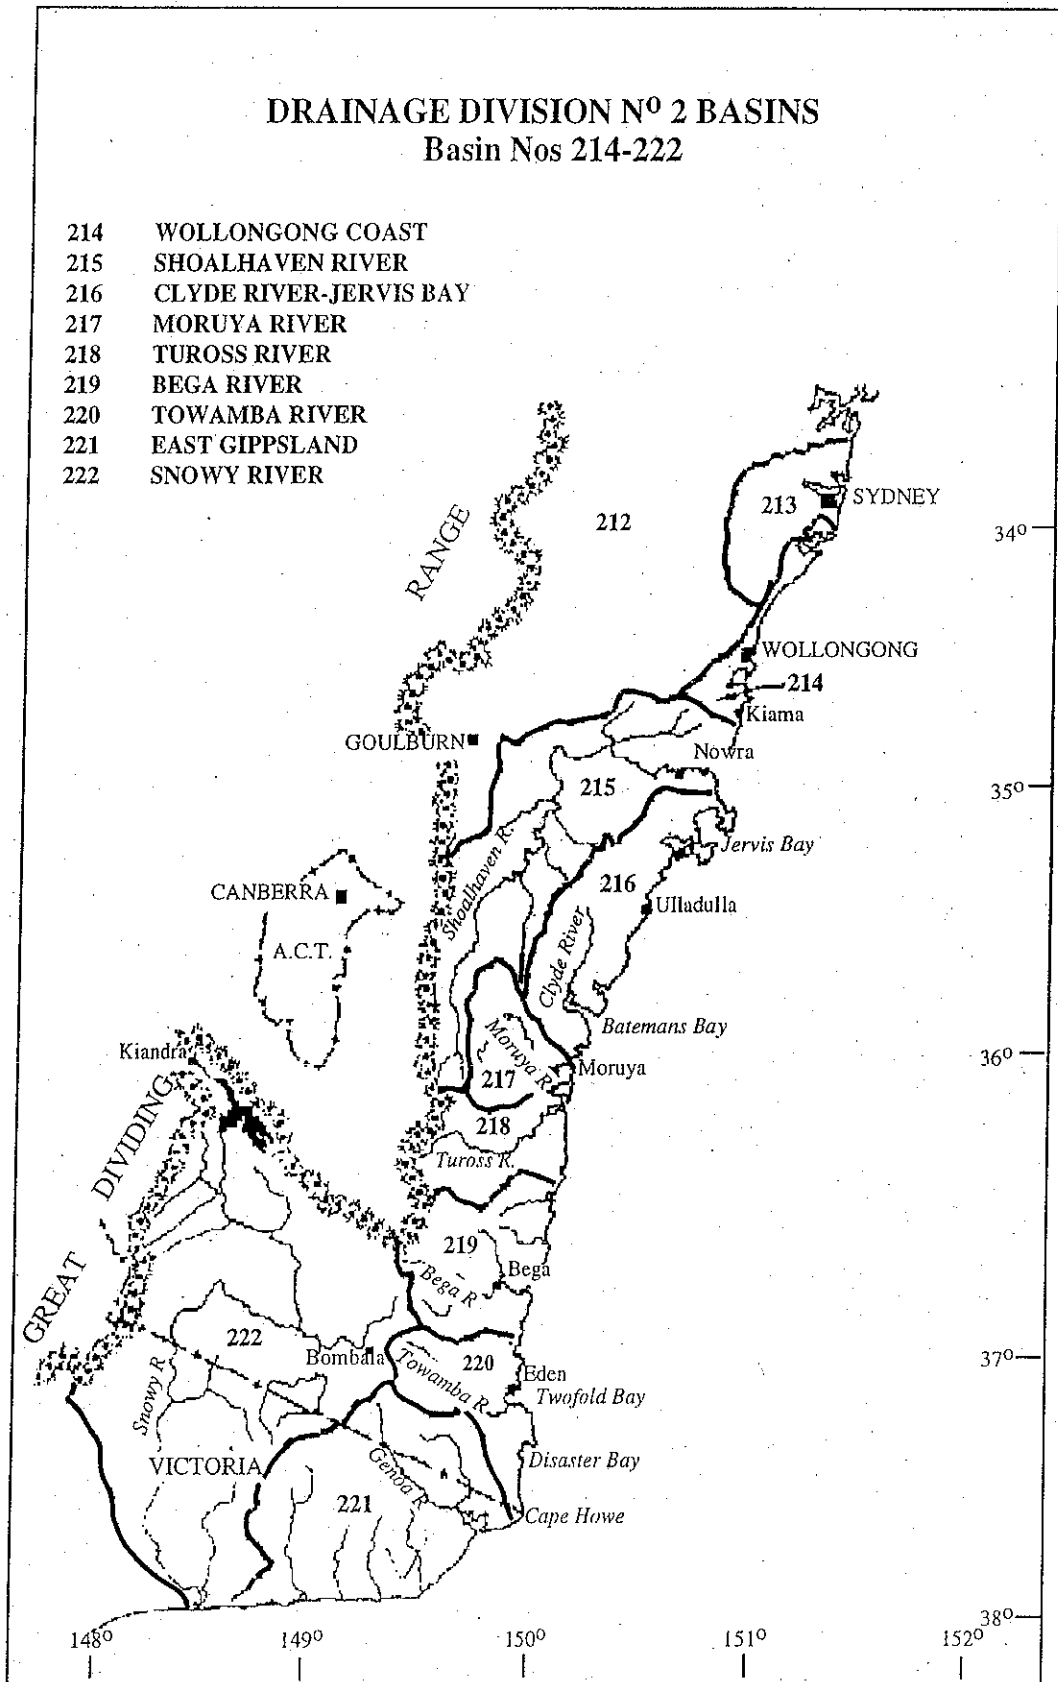 DRAINAGE DIVISION Nº 2 BASINS
Basin Nos 214-222
214 WOLLONGONG COAST
215 SHOALHAVEN RIVER
216 CLYDE RIVER-JERVIS BAY
217 MORUYA RIVER
218 TUROSS RIVER
219 BEGA RIVER
220 TOWAMBA RIVER
221 EAST GIPPSLAND
222 SNOWY RIVER
213
SYDNEY
212
34º
RANGE
WOLLONGONG
214
Kiama
GOULBURN
Nowra
215
35º
Shoalhaven R.
Jervis Bay
216
CANBERRA
Ulladulla
A.C.T.
Clyde River
Batemans Bay
Kiandra
Moruya R.
36º
Moruya
217
DIVIDING
218
Tuross R.
219
Bega R
Bega
GREAT
222
Bombala
220
37º
Towamba R.
Eden
Snowy R
Twofold Bay
VICTORIA
Genoa R
Disaster Bay
221
Cape Howe
38º
148º 149º 150º 151º 152º